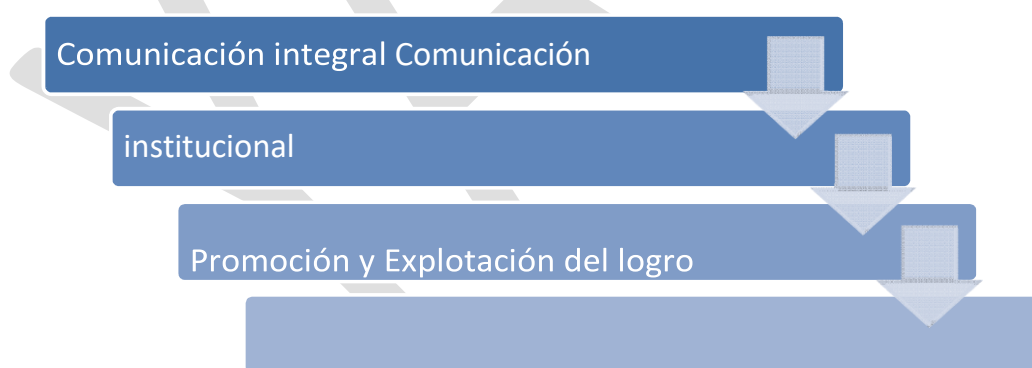 Comunicación integral Comunicación
institucional
Promoción y Explotación del logro